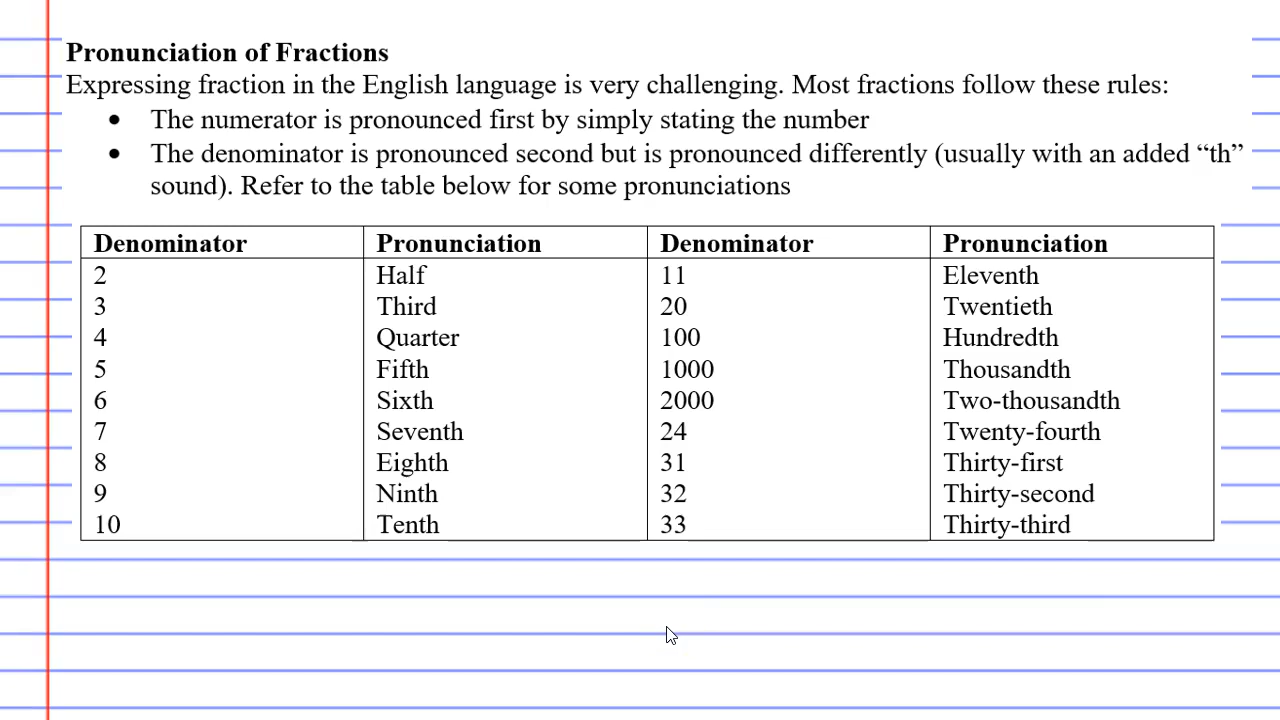 Pronunciation of Fractions
Expressing fraction in the English language is very challenging. Most fractions follow these rules:
• The numerator is pronounced first by simply stating the number
• The denominator is pronounced second but is pronounced differently (usually with an added “th”
sound). Refer to the table below for some pronunciations
Denominator Pronunciation Denominator Pronunciation
2 Half 11 Eleventh
3 Third 20 Twentieth
4 Quarter 100 Hundredth
5 Fifth 1000 Thousandth
6 Sixth 2000 Two-thousandth
7 Seventh 24 Twenty-fourth
8 Eighth 31 Thirty-first
9 Ninth 32 Thirty-second
10 Tenth 33 Thirty-third